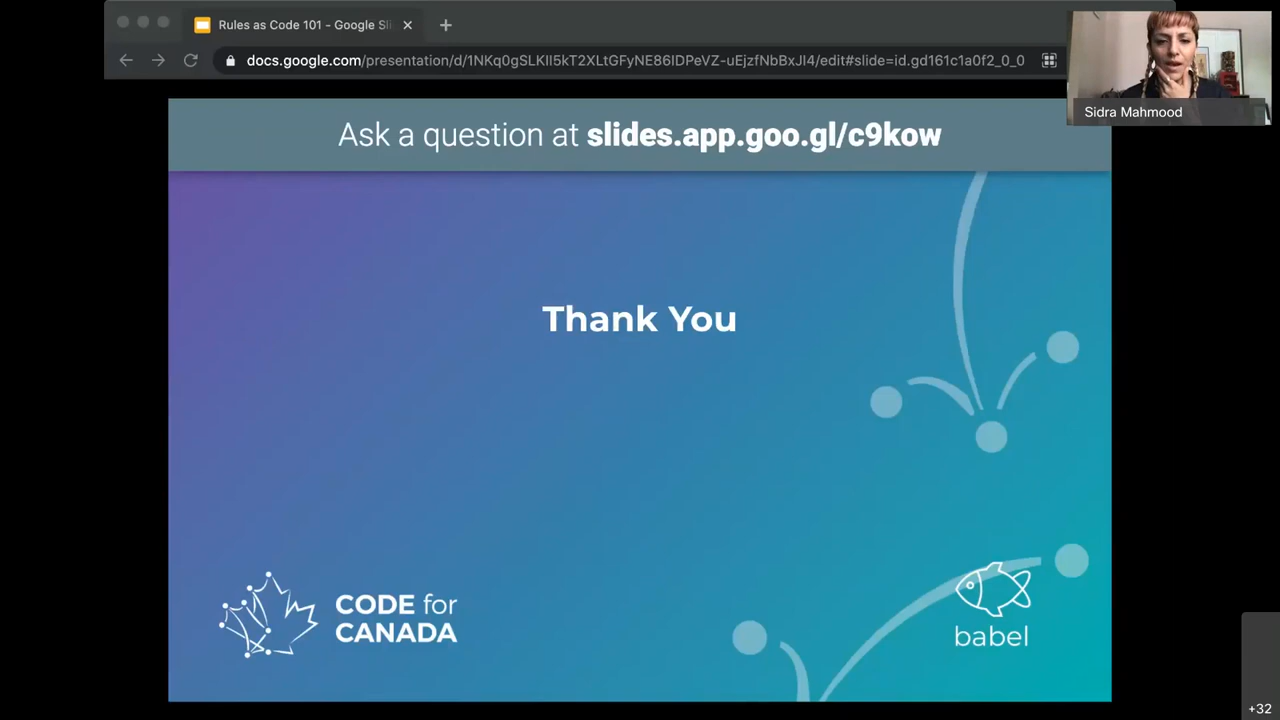 Rules as Code 101 - Google Sli
docs.google.com/presentation/d/1NKq0gSLKIl5kT2XLtGFyNE86IDPeVZ-uEjzfNbBxJI4/edit#slide=id.gd161c1a0f2_0_0
Sidra Mahmood
Ask a question at slides.app.goo.gl/c9kow
Thank You
CODE for
CANADA
babel
+32